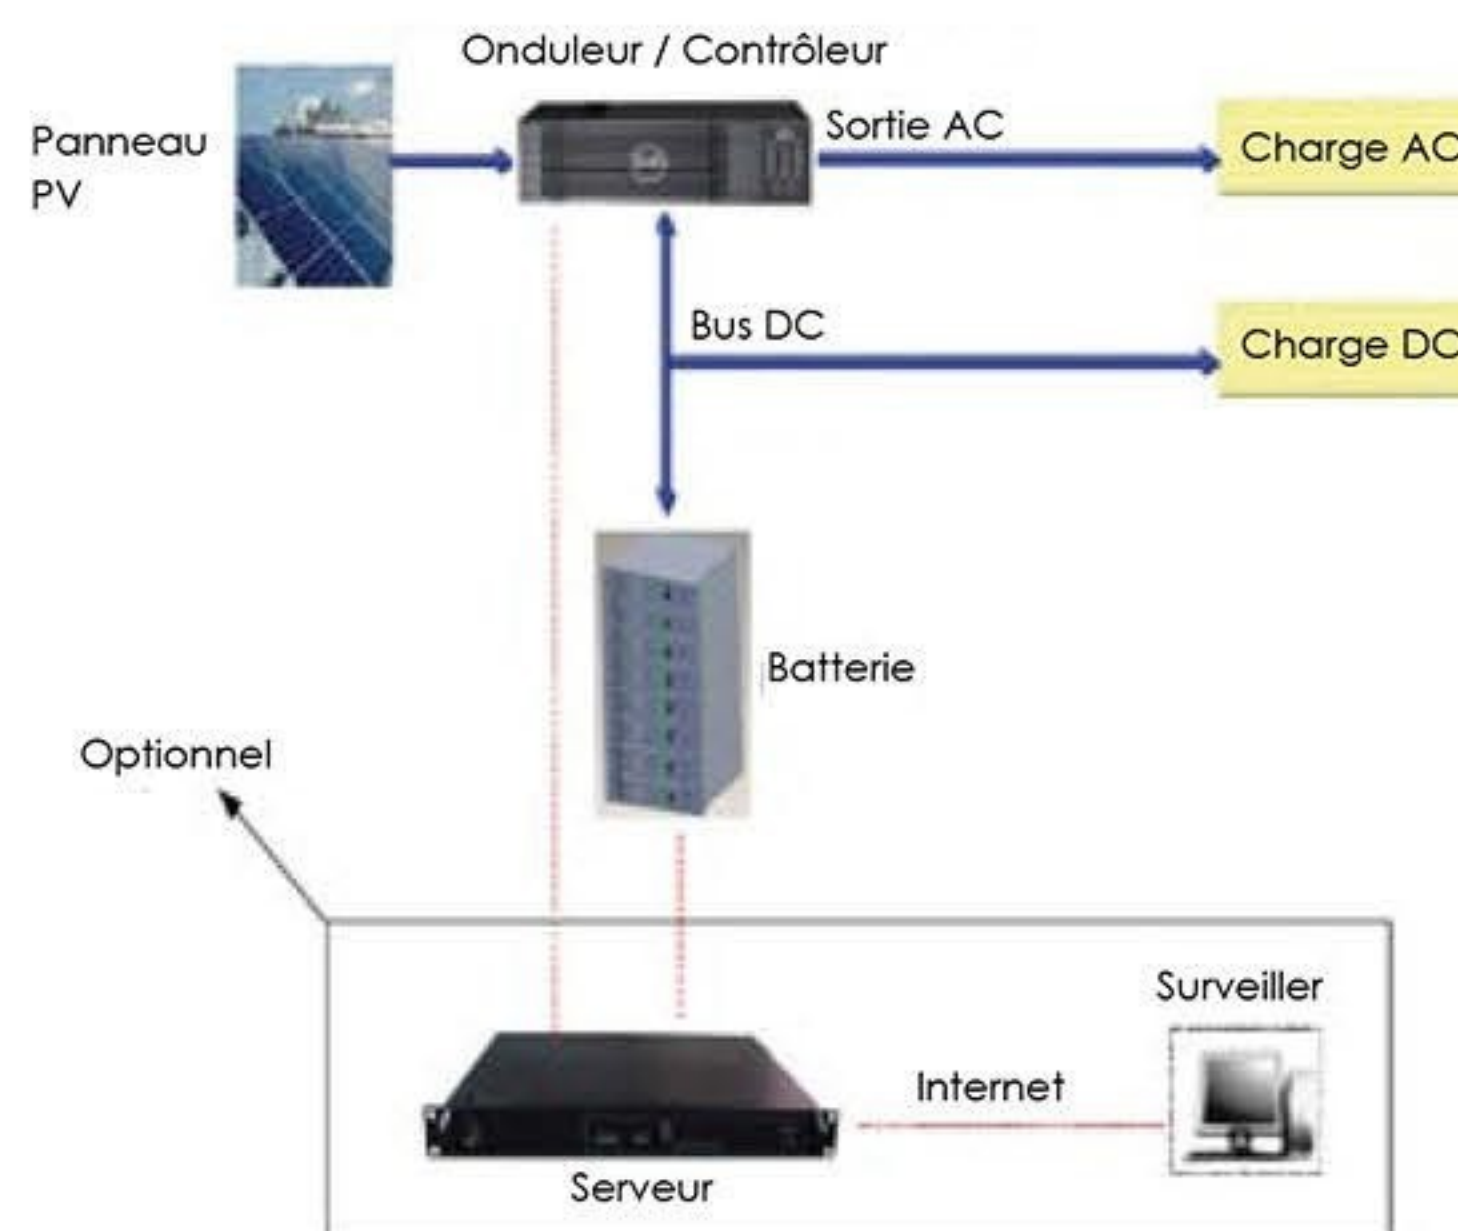 Onduleur / Contrôleur
Panneau
PV
Sortie AC
Charge AC
Bus DC
Charge DC
Batterie
Optionnel
Surveiller
Internet
Serveur